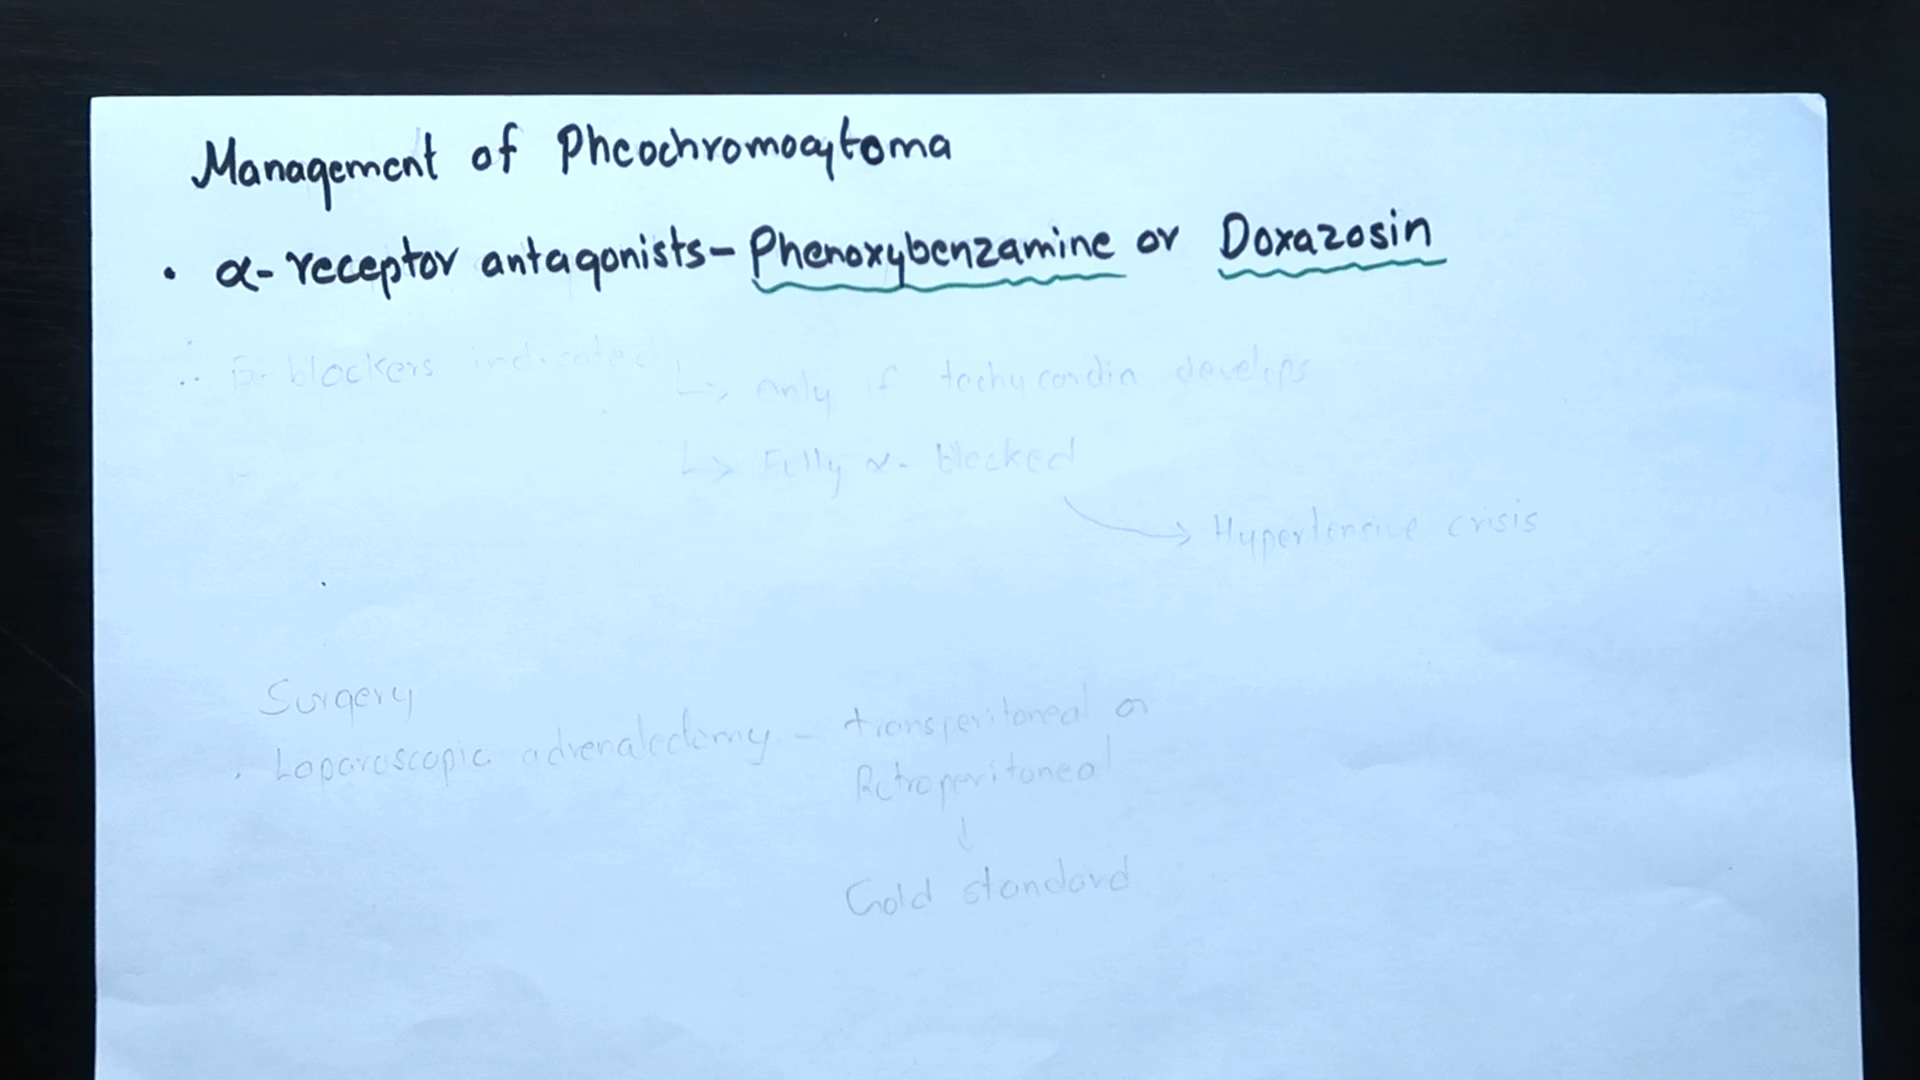 Management of Pheochromocytoma
• α-receptor antagonists - Phenoxybenzamine or Doxazosin
β- blockers indicated
↳ only if tachycardia develops
↳ Fully α- blocked
→ Hypertensive crisis
Surgery
. Laparoscopic adrenalectomy - transperitoneal or
Retroperitoneal
↓
Gold standard